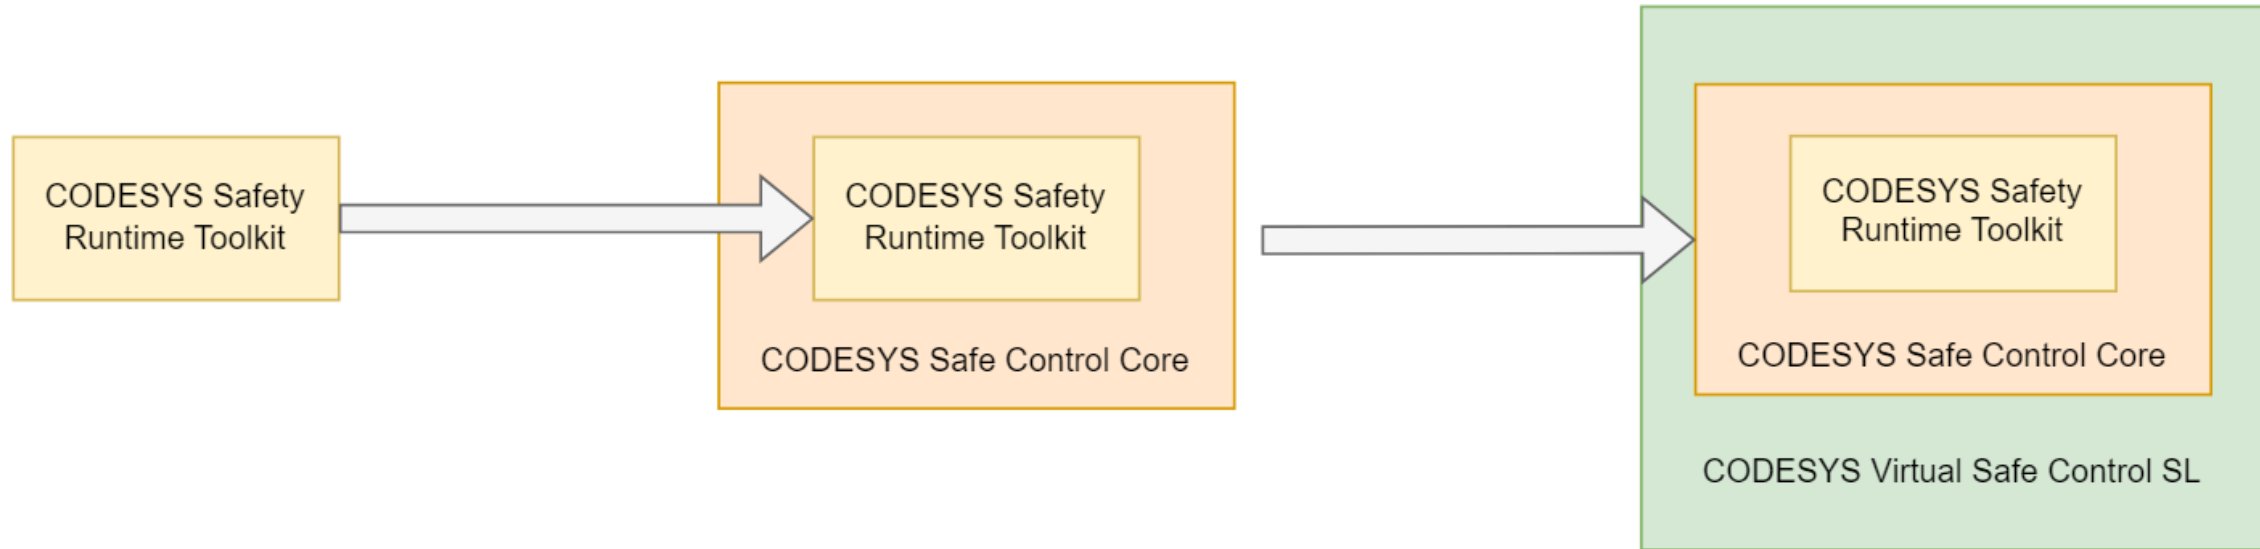 CODESYS Safety
Runtime Toolkit
CODESYS Safety
Runtime Toolkit
CODESYS Safe Control Core
CODESYS Safety
Runtime Toolkit
CODESYS Safe Control Core
CODESYS Virtual Safe Control SL